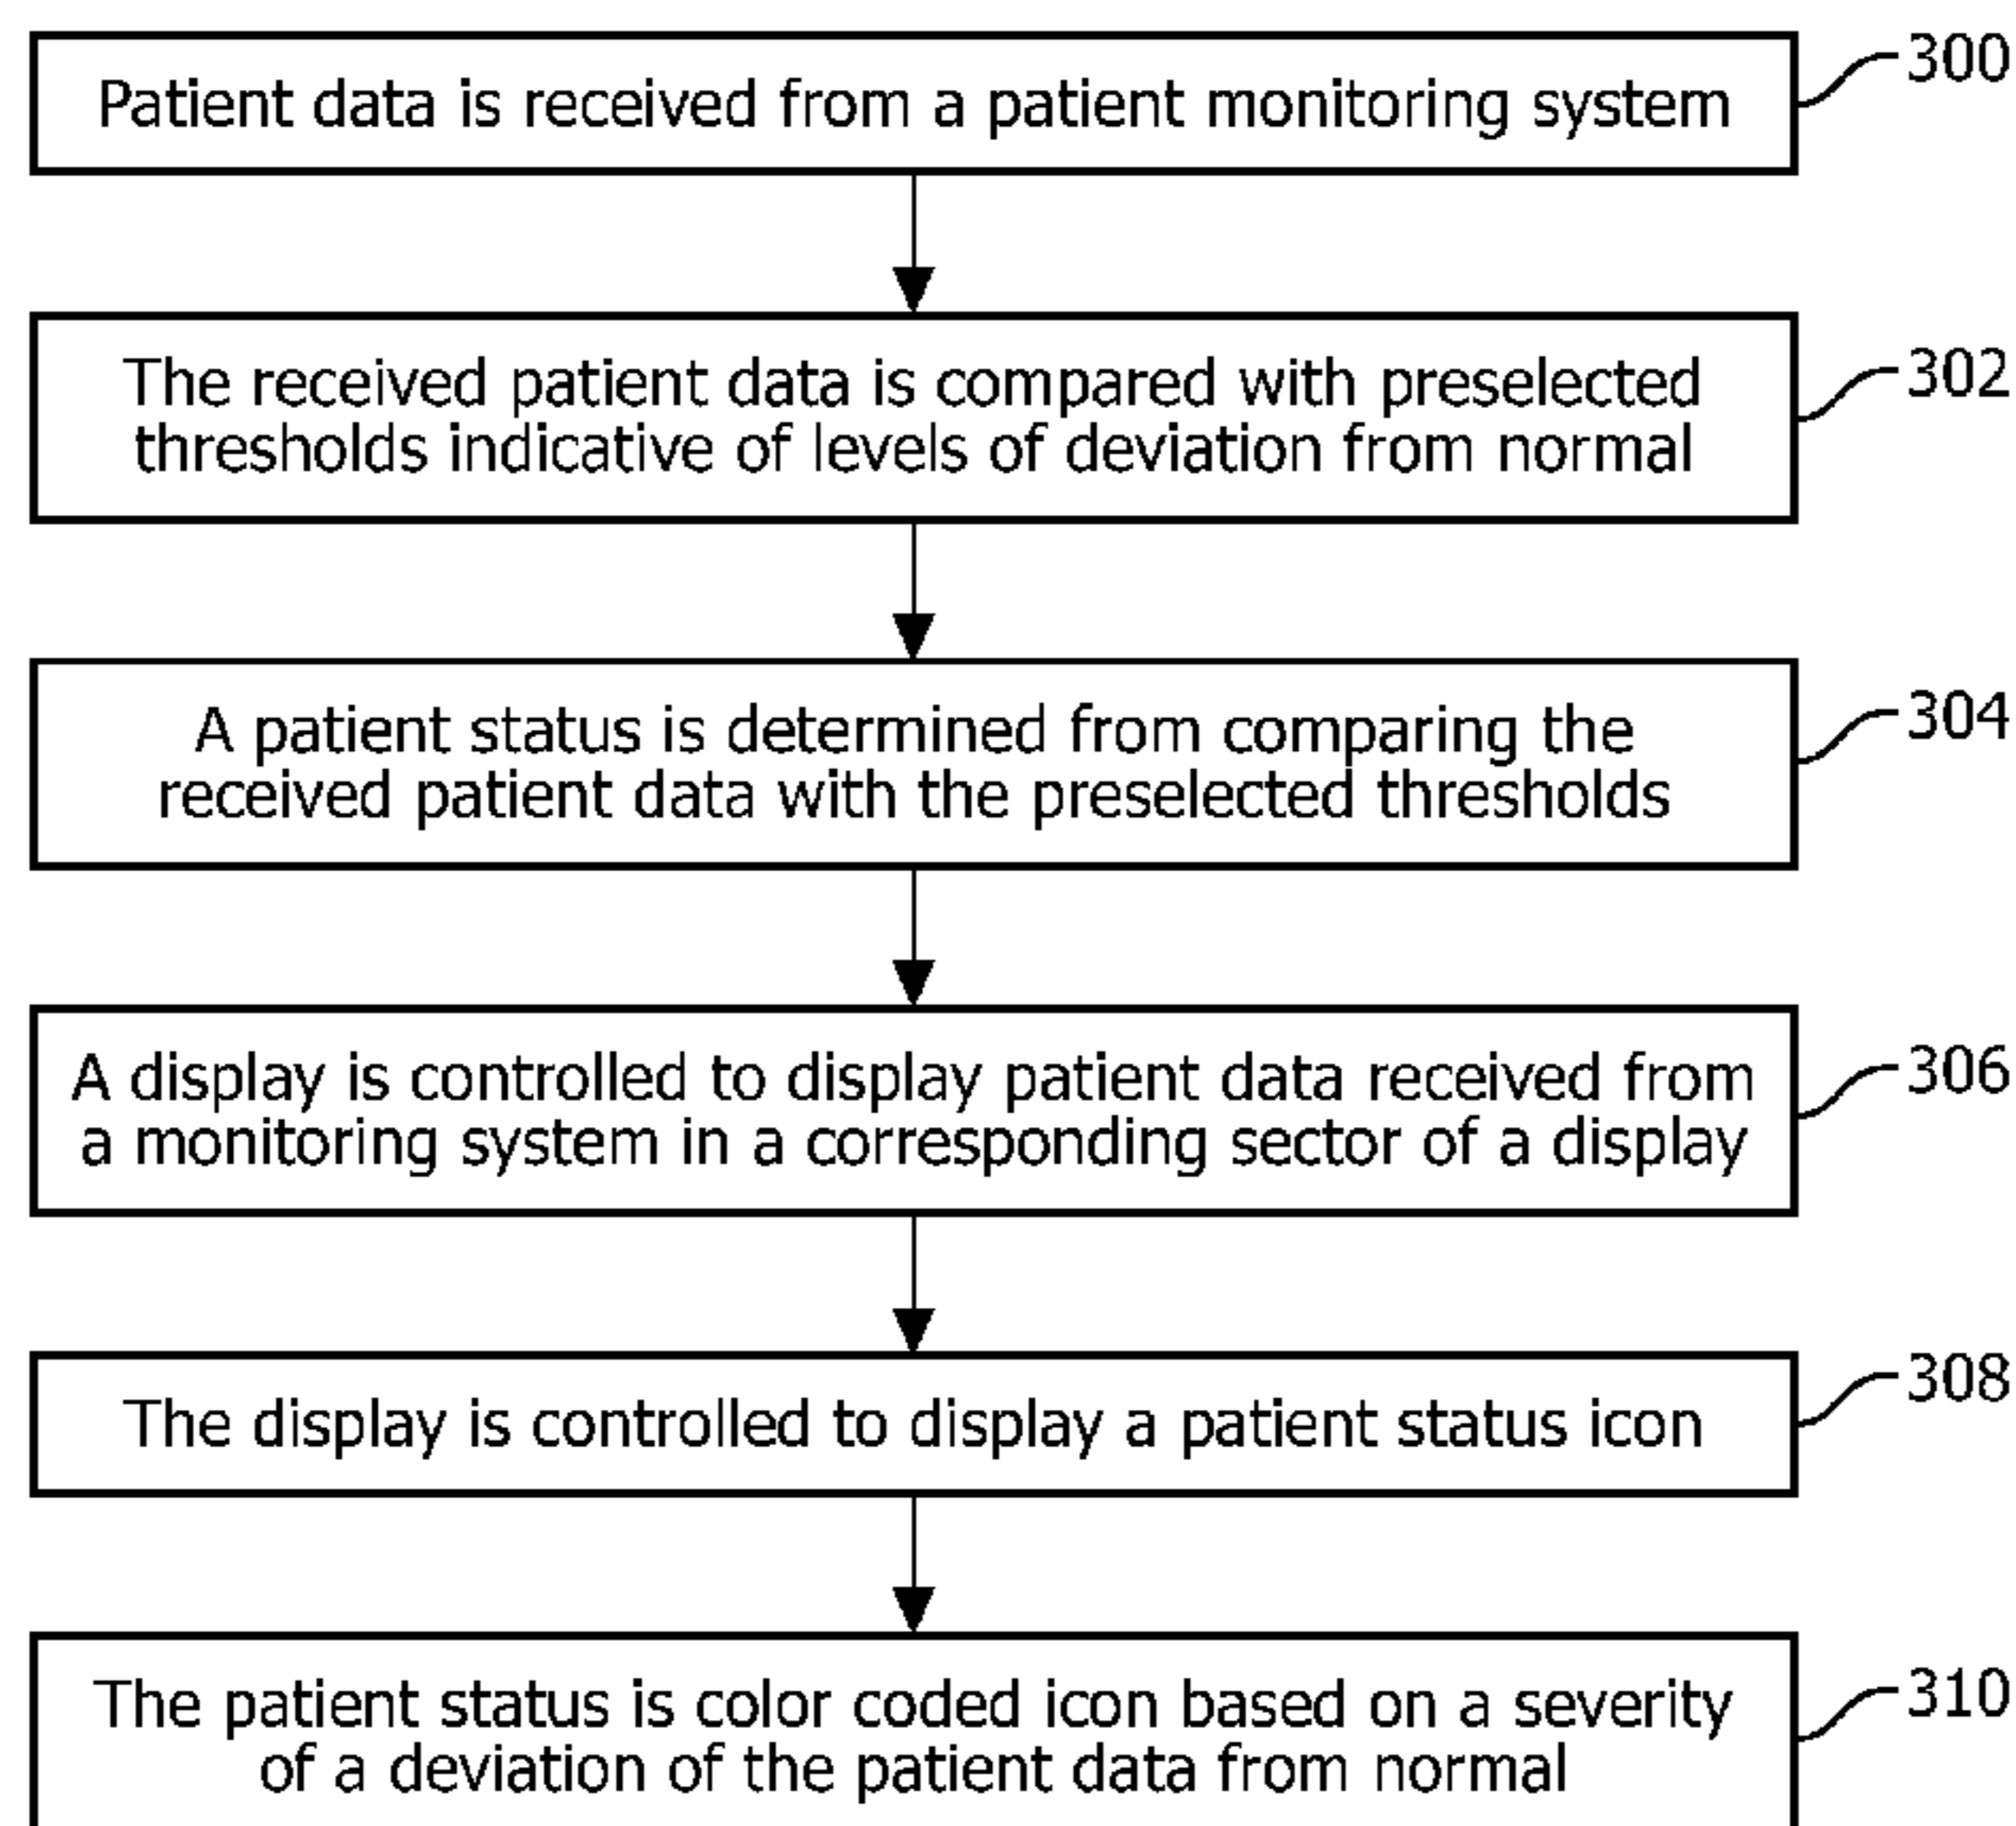 Patient data is received from a patient monitoring system
300
The received patient data is compared with preselected
thresholds indicative of levels of deviation from normal
302
A patient status is determined from comparing the
received patient data with the preselected thresholds
304
A display is controlled to display patient data received from
a monitoring system in a corresponding sector of a display
306
The display is controlled to display a patient status icon
308
The patient status is color coded icon based on a severity
of a deviation of the patient data from normal
310